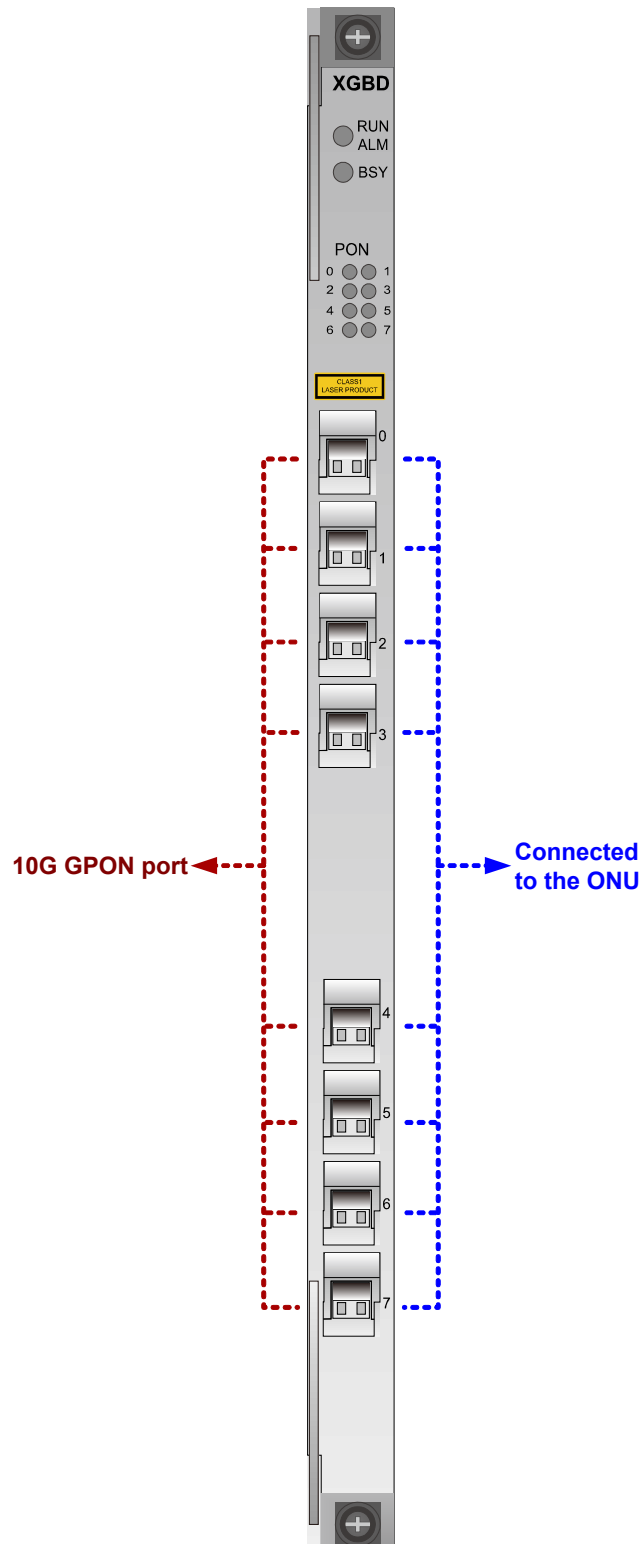 XGBD
RUN
ALM
BSY
PON
0 1
2 3
4 5
6 7
CLASS1
LASER PRODUCT
0
1
2
3
10G GPON port
Connected
to the ONU
4
5
6
7